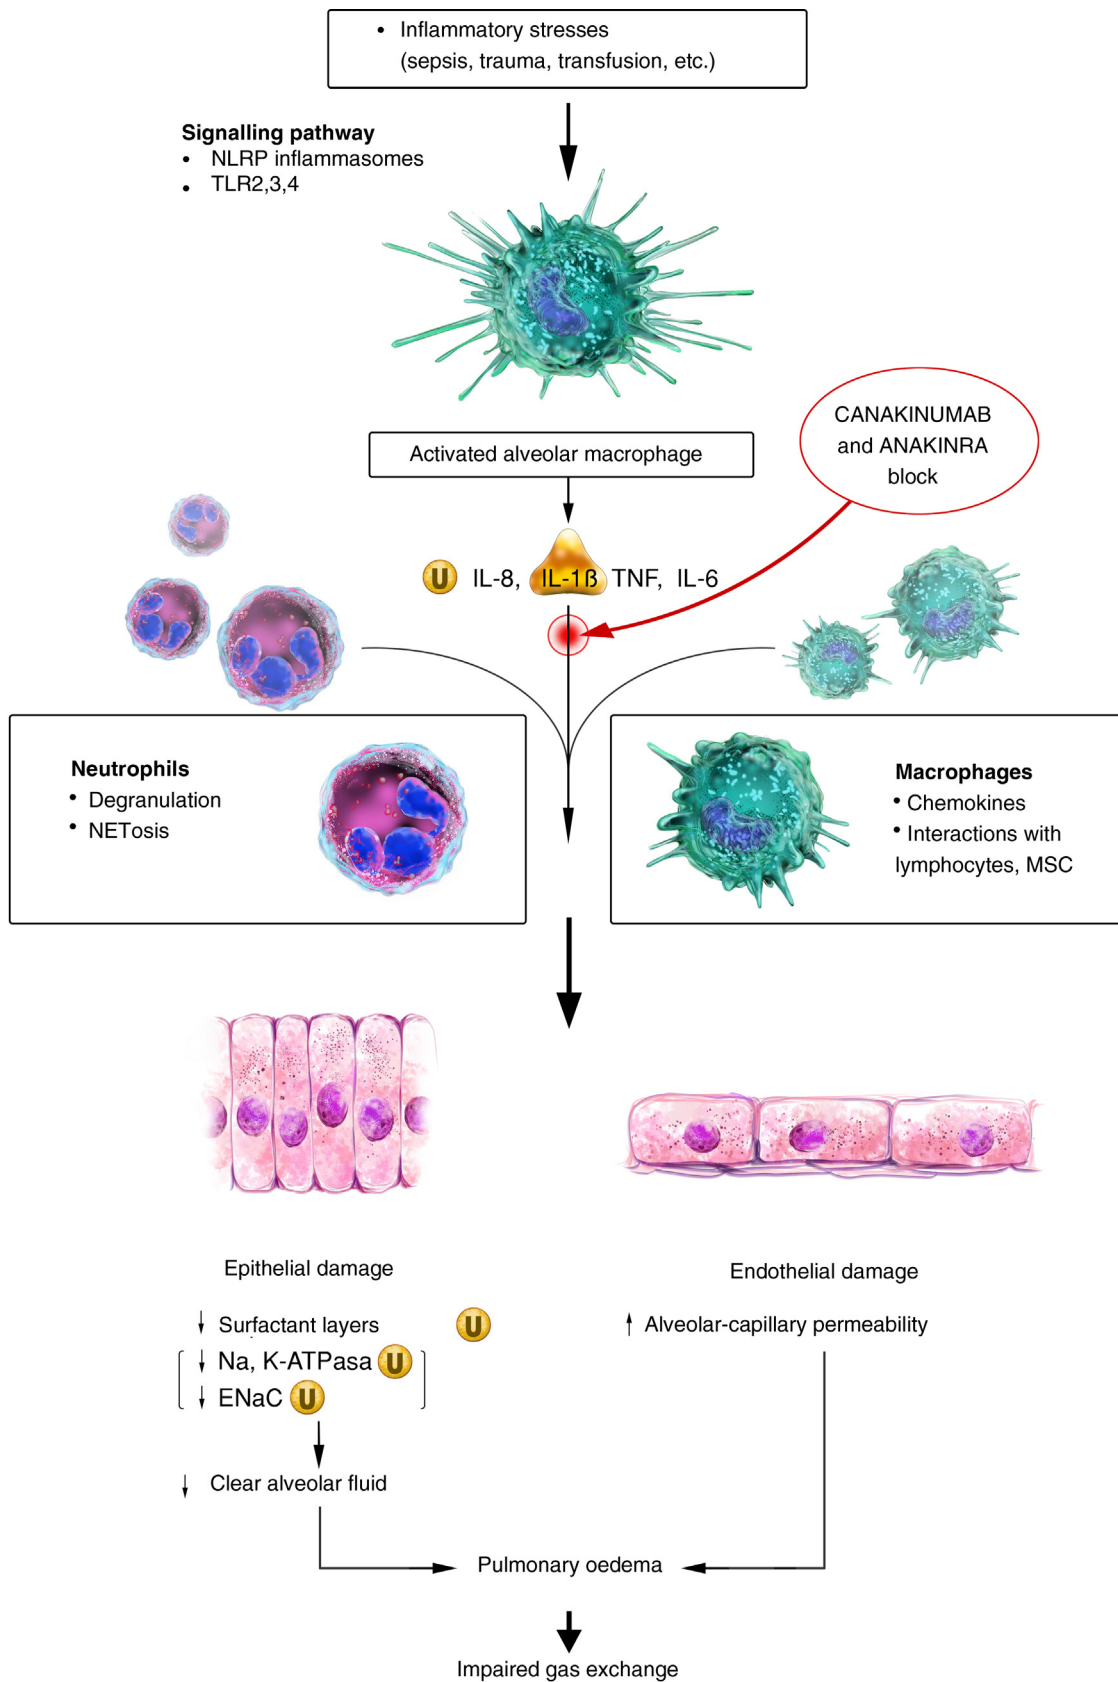 • Inflammatory stresses
(sepsis, trauma, transfusion, etc.)
Signalling pathway
• NLRP inflammasomes
• TLR2,3,4
CANAKINUMAB
and ANAKINRA
block
Activated alveolar macrophage
U IL-8, IL-1ß TNF, IL-6
Neutrophils
• Degranulation
• NETosis
Macrophages
• Chemokines
• Interactions with
lymphocytes, MSC
Epithelial damage
↓ Surfactant layers U
↓ Na, K-ATPasa U
↓ ENaC U
↓ Clear alveolar fluid
Endothelial damage
↑ Alveolar-capillary permeability
Pulmonary oedema
Impaired gas exchange